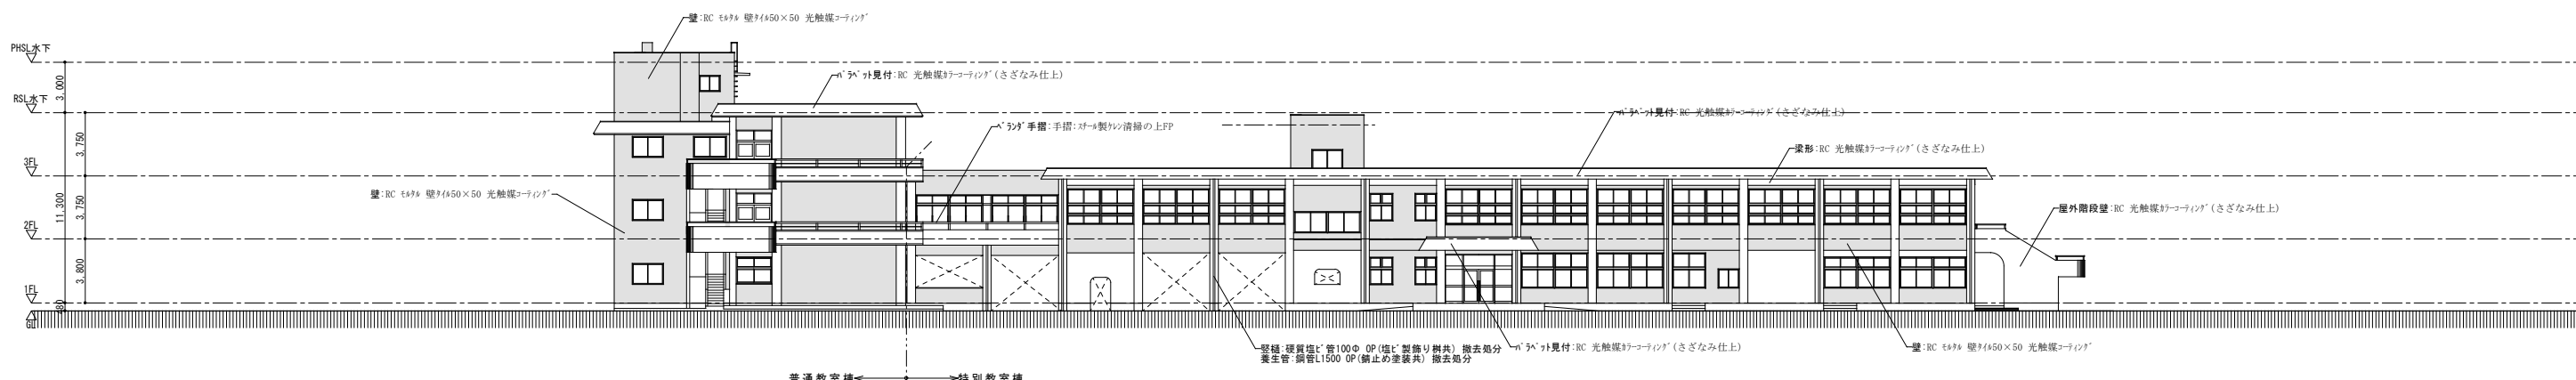 壁:RC モルタル 壁タイル50×50 光触媒コーティング
PHSL水下
3,000
パラペット見付:RC 光触媒カラーコーティング(さざなみ仕上)
RSL水下
パラペット見付:RC 光触媒カラーコーティング(さざなみ仕上)
ベランダ手摺:手摺:スチール製ケレン清掃の上FP
3,750
梁形:RC 光触媒カラーコーティング(さざなみ仕上)
3FL
壁:RC モルタル 壁タイル50×50 光触媒コーティング
11,300
3,750
屋外階段壁:RC 光触媒カラーコーティング(さざなみ仕上)
2FL
3,800
1FL
GL
竪樋:硬質塩ビ管100Φ OP(塩ビ製飾り桝共) 撤去処分
養生管:鋼管L1500 OP(錆止め塗装共) 撤去処分
パラペット見付:RC 光触媒カラーコーティング(さざなみ仕上)
壁:RC モルタル 壁タイル50×50 光触媒コーティング
普通教室棟
特別教室棟